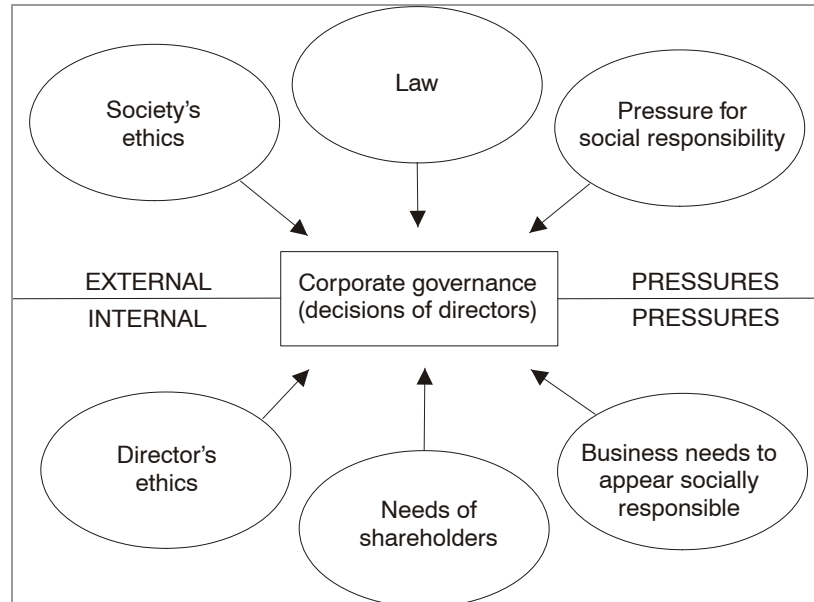 Society’s
ethics
Law
Pressure for
social responsibility
EXTERNAL
PRESSURES
Corporate governance
(decisions of directors)
INTERNAL
PRESSURES
Director’s
ethics
Needs of
shareholders
Business needs to
appear socially
responsible